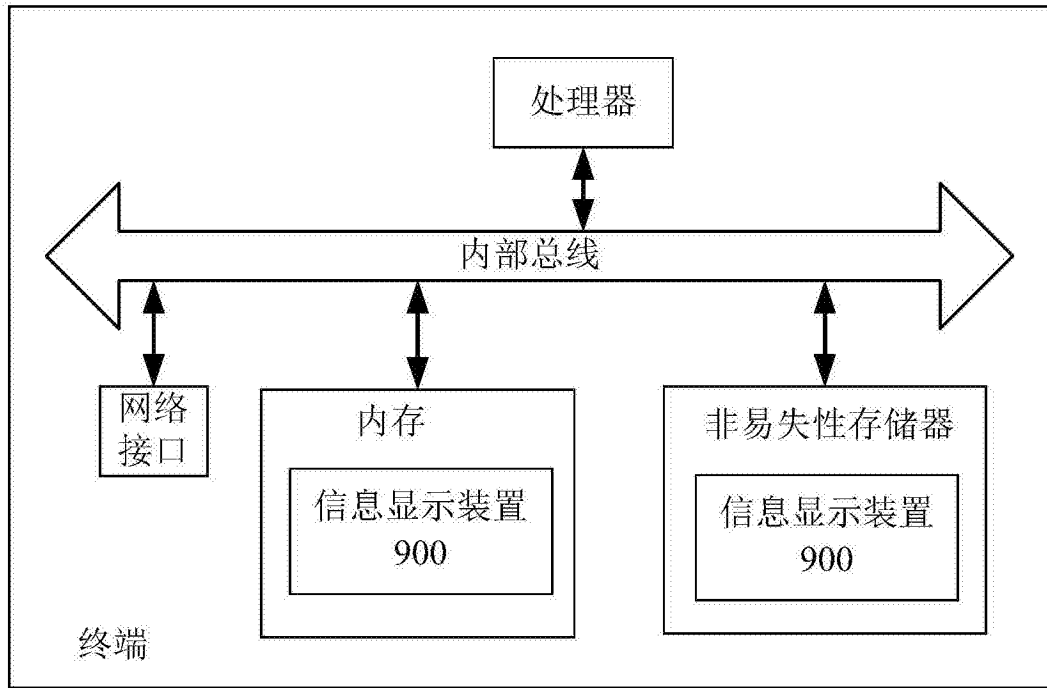 处理器
内部总线
网络
接口
内存
信息显示装置
900
非易失性存储器
信息显示装置
900
终端